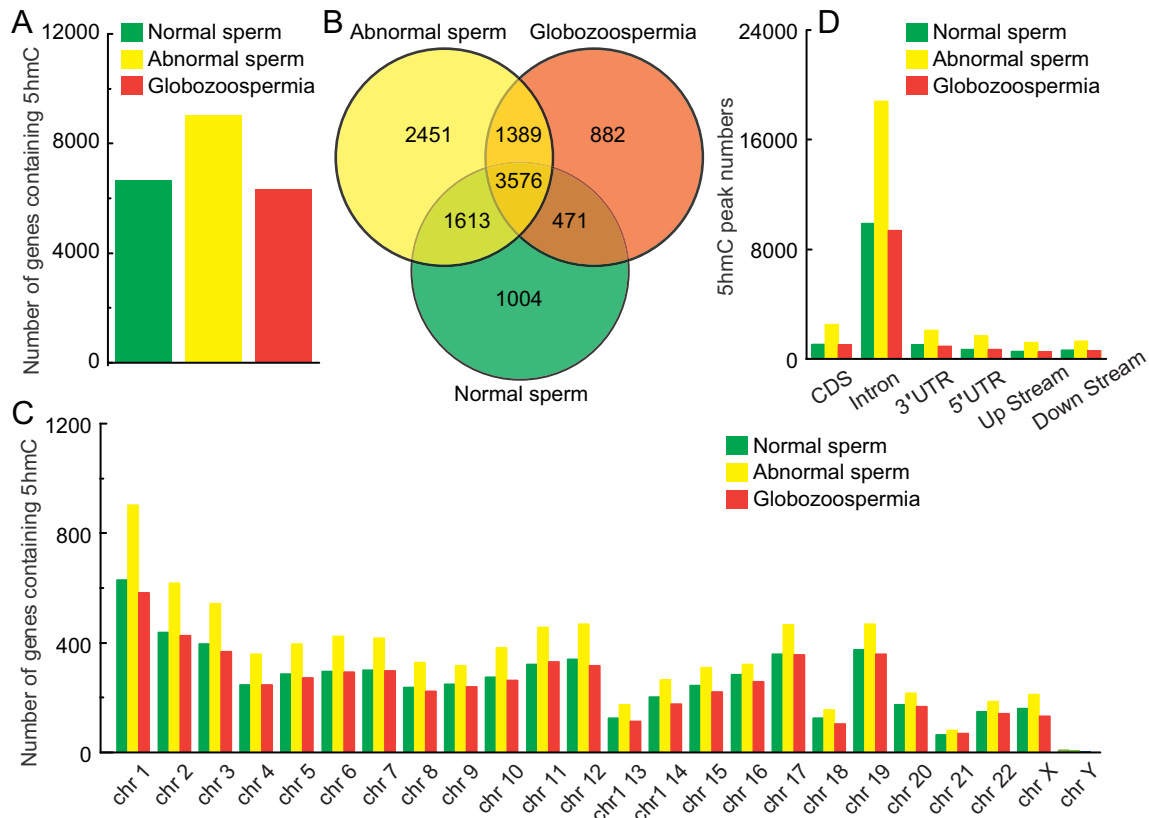 A
Number of genes containing 5hmC
12000
8000
4000
0
Normal sperm
Abnormal sperm
Globozoospermia
B
Abnormal sperm
Globozoospermia
2451
1389
882
3576
1613
471
1004
Normal sperm
D
5hmC peak numbers
24000
16000
8000
0
Normal sperm
Abnormal sperm
Globozoospermia
CDS
Intron
3'UTR
5'UTR
Up Stream
Down Stream
C
Number of genes containing 5hmC
1200
800
400
0
Normal sperm
Abnormal sperm
Globozoospermia
chr 1
chr 2
chr 3
chr 4
chr 5
chr 6
chr 7
chr 8
chr 9
chr 10
chr 11
chr 12
chr1 13
chr1 14
chr 15
chr 16
chr 17
chr 18
chr 19
chr 20
chr 21
chr 22
chr X
chr Y